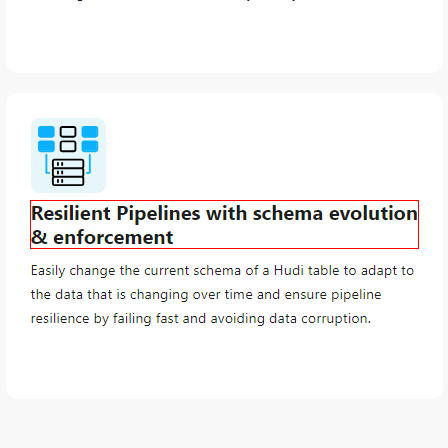 Resilient Pipelines with schema evolution
& enforcement
Easily change the current schema of a Hudi table to adapt to
the data that is changing over time and ensure pipeline
resilience by failing fast and avoiding data corruption.